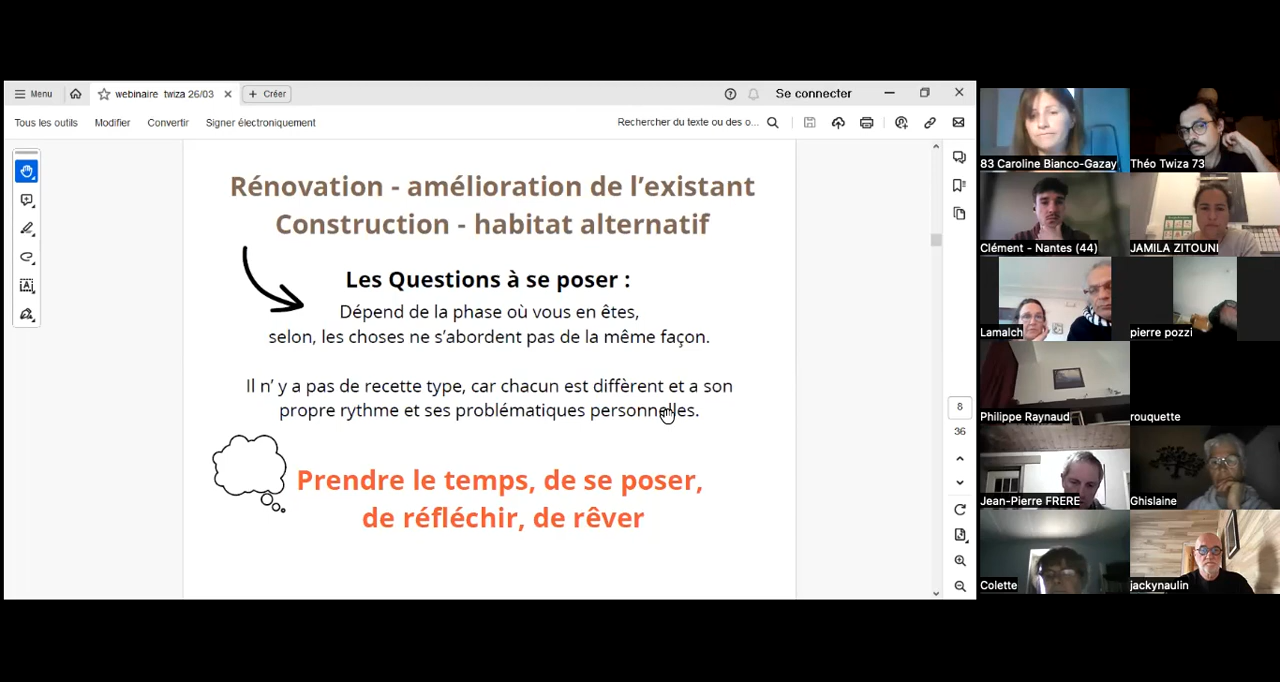 Menu
webinaire twiza 26/03
Créer
Se connecter
Tous les outils
Modifier
Convertir
Signer électroniquement
Rechercher du texte ou des o...
Rénovation - amélioration de l'existant
Construction - habitat alternatif
Les Questions à se poser :
Dépend de la phase où vous en êtes,
selon, les choses ne s'abordent pas de la même façon.
Il n' y a pas de recette type, car chacun est diffèrent et a son
propre rythme et ses problématiques personnelles.
Prendre le temps, de se poser,
de réfléchir, de rêver
8
36
83 Caroline Bianco-Gazay
Théo Twiza 73
Clément - Nantes (44)
JAMILA ZITOUNI
Lamalch
pierre pozzi
Philippe Raynaud
rouquette
Jean-Pierre FRERE
Ghislaine
Colette
jackynaulin